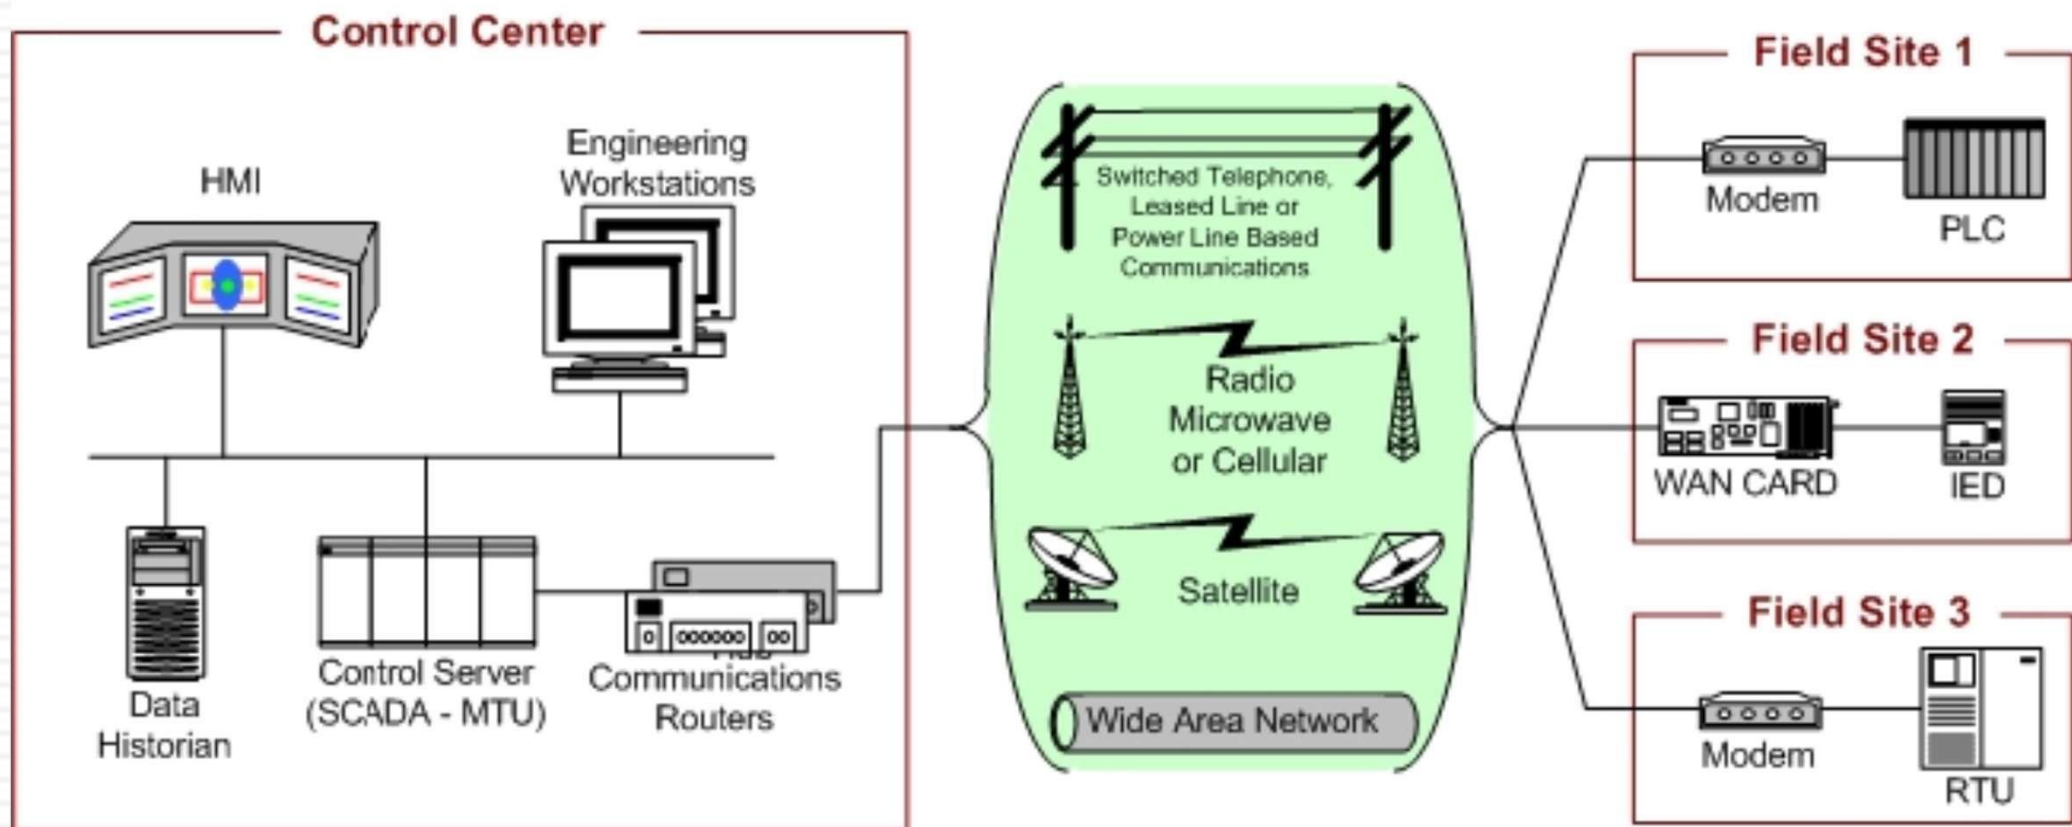 Control Center
HMI
Engineering
Workstations
Data
Historian
Control Server
(SCADA - MTU)
Communications
Routers
Switched Telephone,
Leased Line or
Power Line Based
Communications
Radio
Microwave
or Cellular
Satellite
Wide Area Network
Field Site 1
Modem
PLC
Field Site 2
WAN CARD
IED
Field Site 3
Modem
RTU